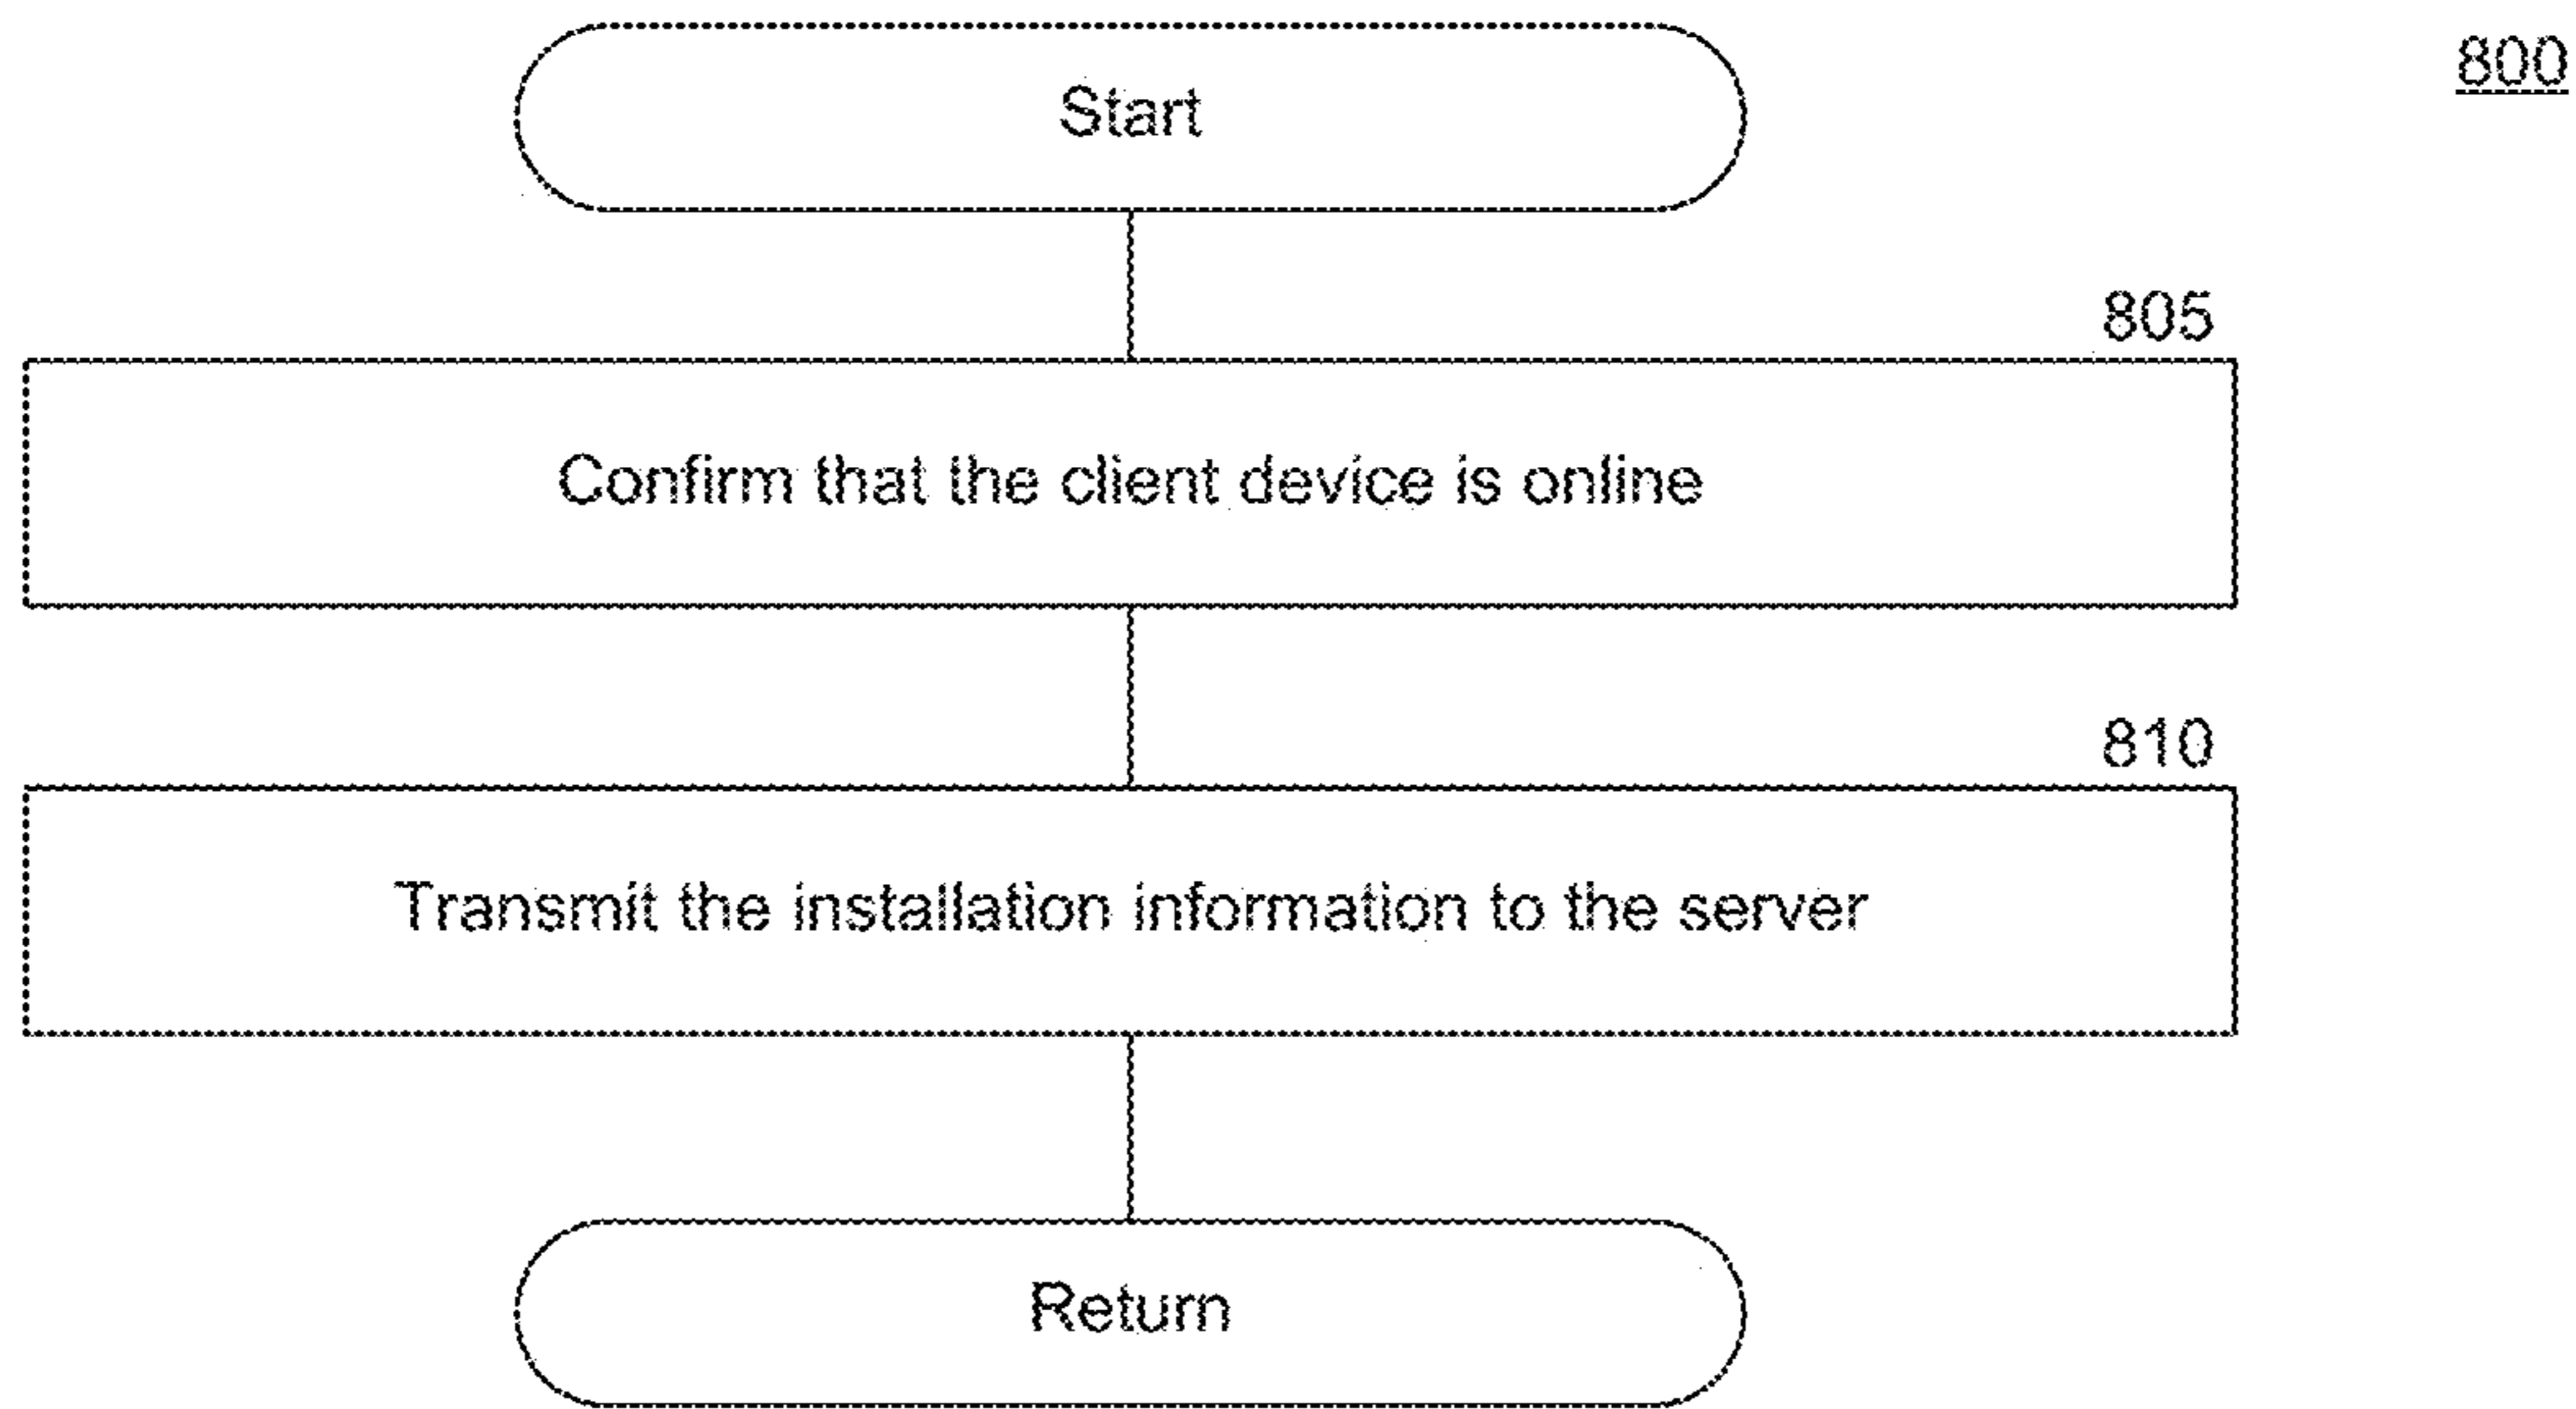 800
Start
805
Confirm that the client device is online
810
Transmit the installation information to the server
Return